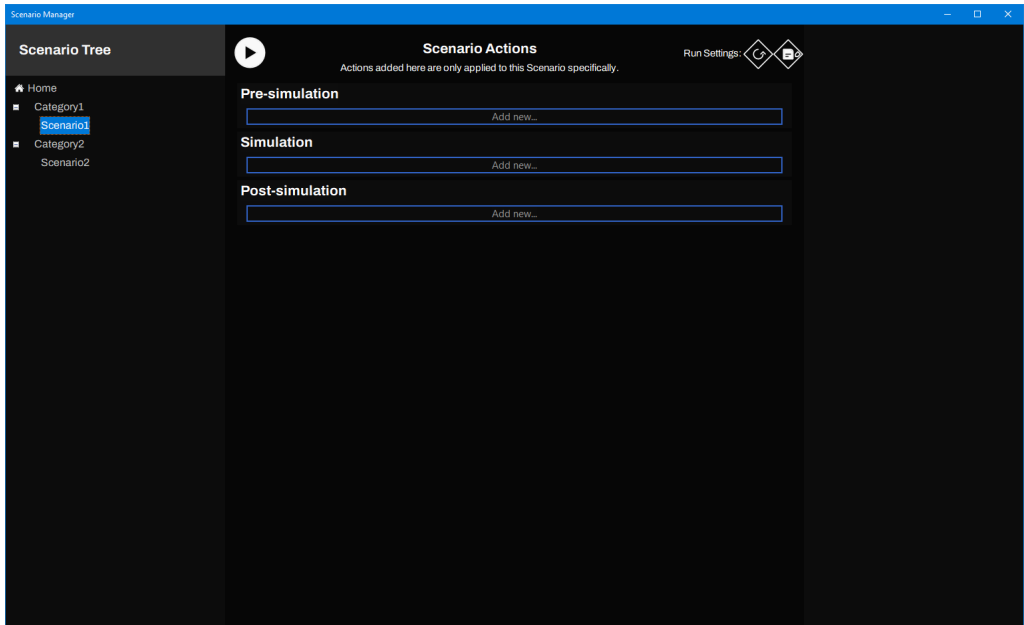 Scenario Manager
Scenario Tree
Home
Category1
Scenario1
Category2
Scenario2
Scenario Actions
Actions added here are only applied to this Scenario specifically.
Run Settings:
Pre-simulation
Add new...
Simulation
Add new...
Post-simulation
Add new...